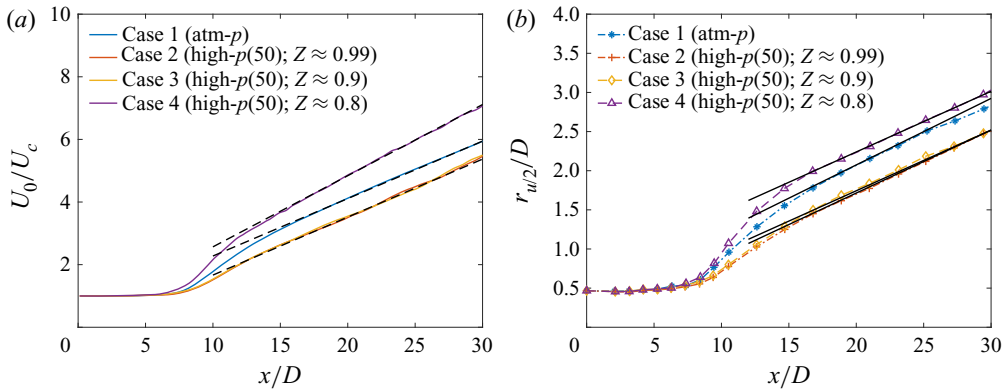 (a)
10
8
6
4
2
U₀/U_c
0
5
10
15
20
25
30
x/D
Case 1 (atm-p)
Case 2 (high-p(50); Z ≈ 0.99)
Case 3 (high-p(50); Z ≈ 0.9)
Case 4 (high-p(50); Z ≈ 0.8)
(b)
4.0
3.5
3.0
2.5
2.0
1.5
1.0
0.5
r_{u/2}/D
0
5
10
15
20
25
30
x/D
Case 1 (atm-p)
Case 2 (high-p(50); Z ≈ 0.99)
Case 3 (high-p(50); Z ≈ 0.9)
Case 4 (high-p(50); Z ≈ 0.8)